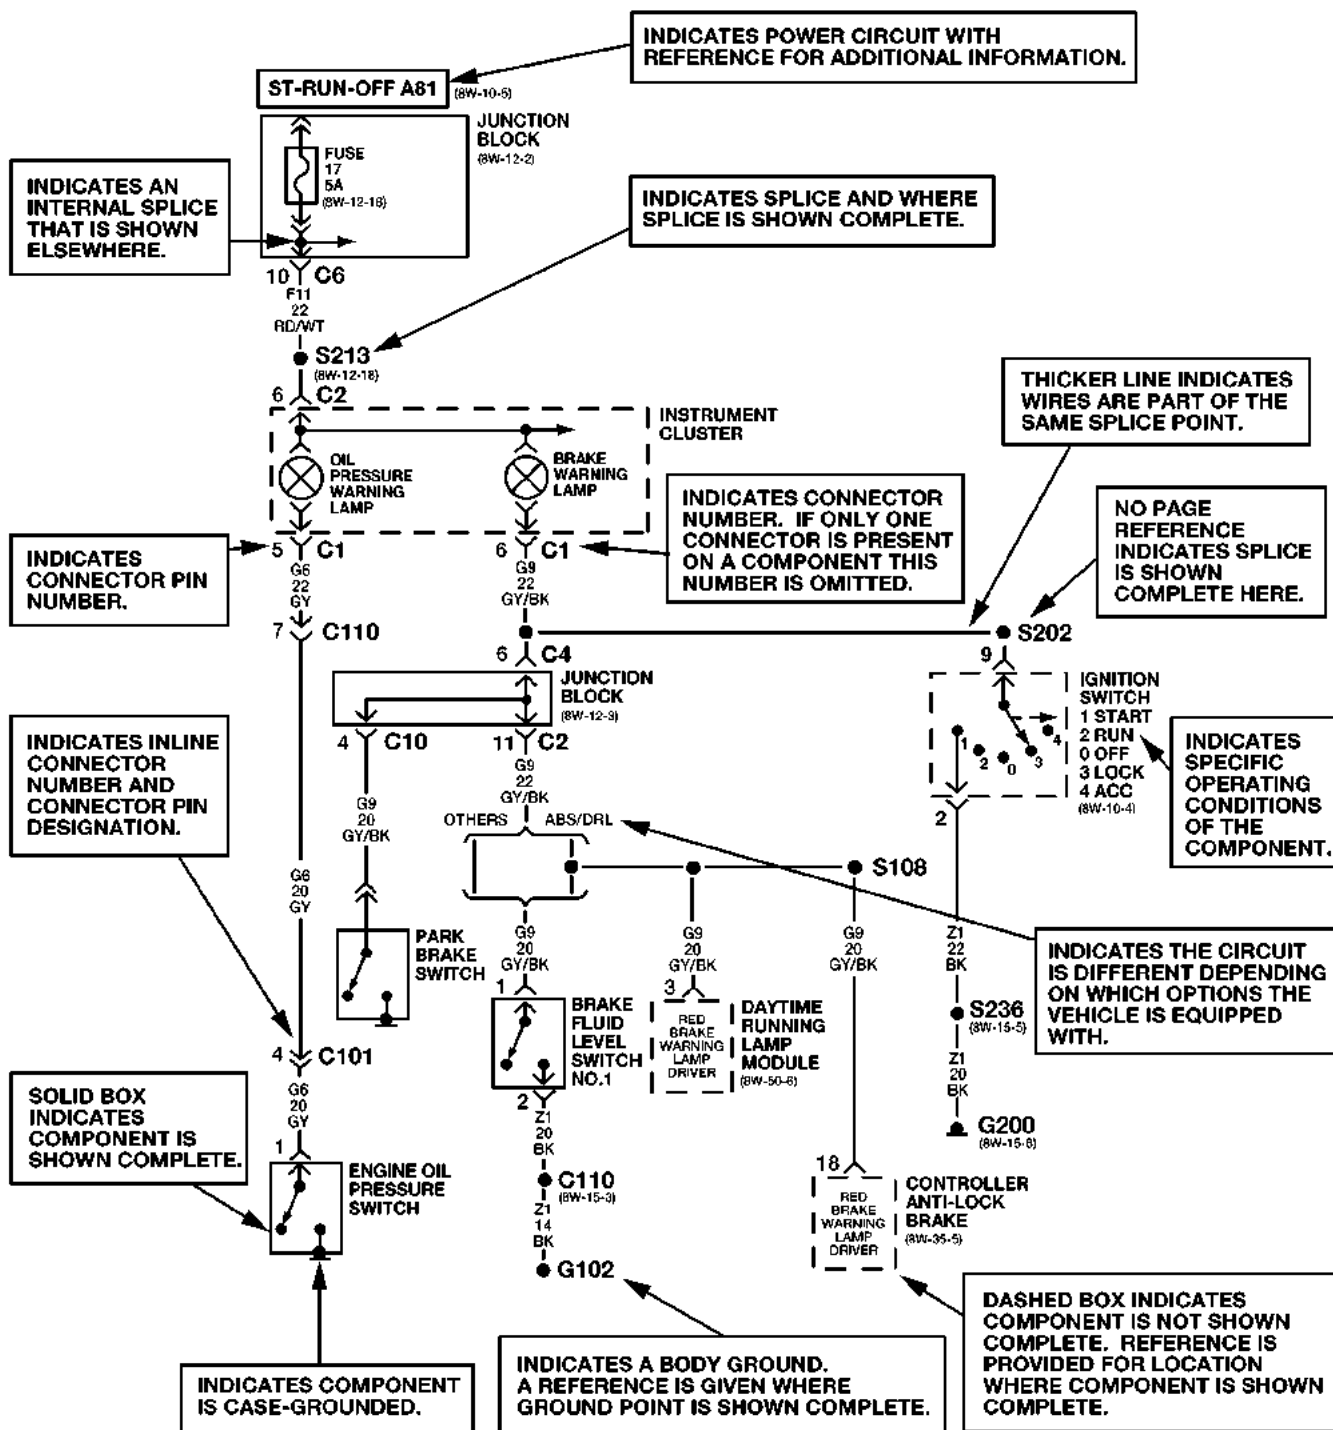 INDICATES POWER CIRCUIT WITH
REFERENCE FOR ADDITIONAL INFORMATION.
ST-RUN-OFF A81
(8W-10-5)
JUNCTION
BLOCK
(8W-12-2)
FUSE
17
5A
(8W-12-18)
INDICATES AN
INTERNAL SPLICE
THAT IS SHOWN
ELSEWHERE.
INDICATES SPLICE AND WHERE
SPLICE IS SHOWN COMPLETE.
10 C6
F11
22
RD/WT
S213
(8W-12-18)
6 C2
THICKER LINE INDICATES
WIRES ARE PART OF THE
SAME SPLICE POINT.
INSTRUMENT
CLUSTER
OIL
PRESSURE
WARNING
LAMP
BRAKE
WARNING
LAMP
INDICATES CONNECTOR
NUMBER. IF ONLY ONE
CONNECTOR IS PRESENT
ON A COMPONENT THIS
NUMBER IS OMITTED.
NO PAGE
REFERENCE
INDICATES SPLICE
IS SHOWN
COMPLETE HERE.
INDICATES
CONNECTOR PIN
NUMBER.
5 C1
G6
22
GY
6 C1
G9
22
GY/BK
7 C110
S202
6 C4
9
JUNCTION
BLOCK
(8W-12-3)
IGNITION
SWITCH
1 START
2 RUN
0 OFF
3 LOCK
4 ACC
(8W-10-4)
1
2
0
3
4
2
INDICATES
SPECIFIC
OPERATING
CONDITIONS
OF THE
COMPONENT.
INDICATES INLINE
CONNECTOR
NUMBER AND
CONNECTOR PIN
DESIGNATION.
4 C10
11 C2
G9
20
GY/BK
G9
22
GY/BK
OTHERS ABS/DRL
S108
G6
20
GY
PARK
BRAKE
SWITCH
G9
20
GY/BK
G9
20
GY/BK
G9
20
GY/BK
Z1
22
BK
INDICATES THE CIRCUIT
IS DIFFERENT DEPENDING
ON WHICH OPTIONS THE
VEHICLE IS EQUIPPED
WITH.
1
BRAKE
FLUID
LEVEL
SWITCH
NO.1
3
RED
BRAKE
WARNING
LAMP
DRIVER
DAYTIME
RUNNING
LAMP
MODULE
(8W-50-6)
S236
(8W-15-5)
Z1
20
BK
G200
(8W-15-6)
4 C101
G6
20
GY
SOLID BOX
INDICATES
COMPONENT IS
SHOWN COMPLETE.
1
ENGINE OIL
PRESSURE
SWITCH
2
Z1
20
BK
C110
(8W-15-3)
Z1
14
BK
G102
18
RED
BRAKE
WARNING
LAMP
DRIVER
CONTROLLER
ANTI-LOCK
BRAKE
(8W-35-5)
INDICATES COMPONENT
IS CASE-GROUNDED.
INDICATES A BODY GROUND.
A REFERENCE IS GIVEN WHERE
GROUND POINT IS SHOWN COMPLETE.
DASHED BOX INDICATES
COMPONENT IS NOT SHOWN
COMPLETE. REFERENCE IS
PROVIDED FOR LOCATION
WHERE COMPONENT IS SHOWN
COMPLETE.